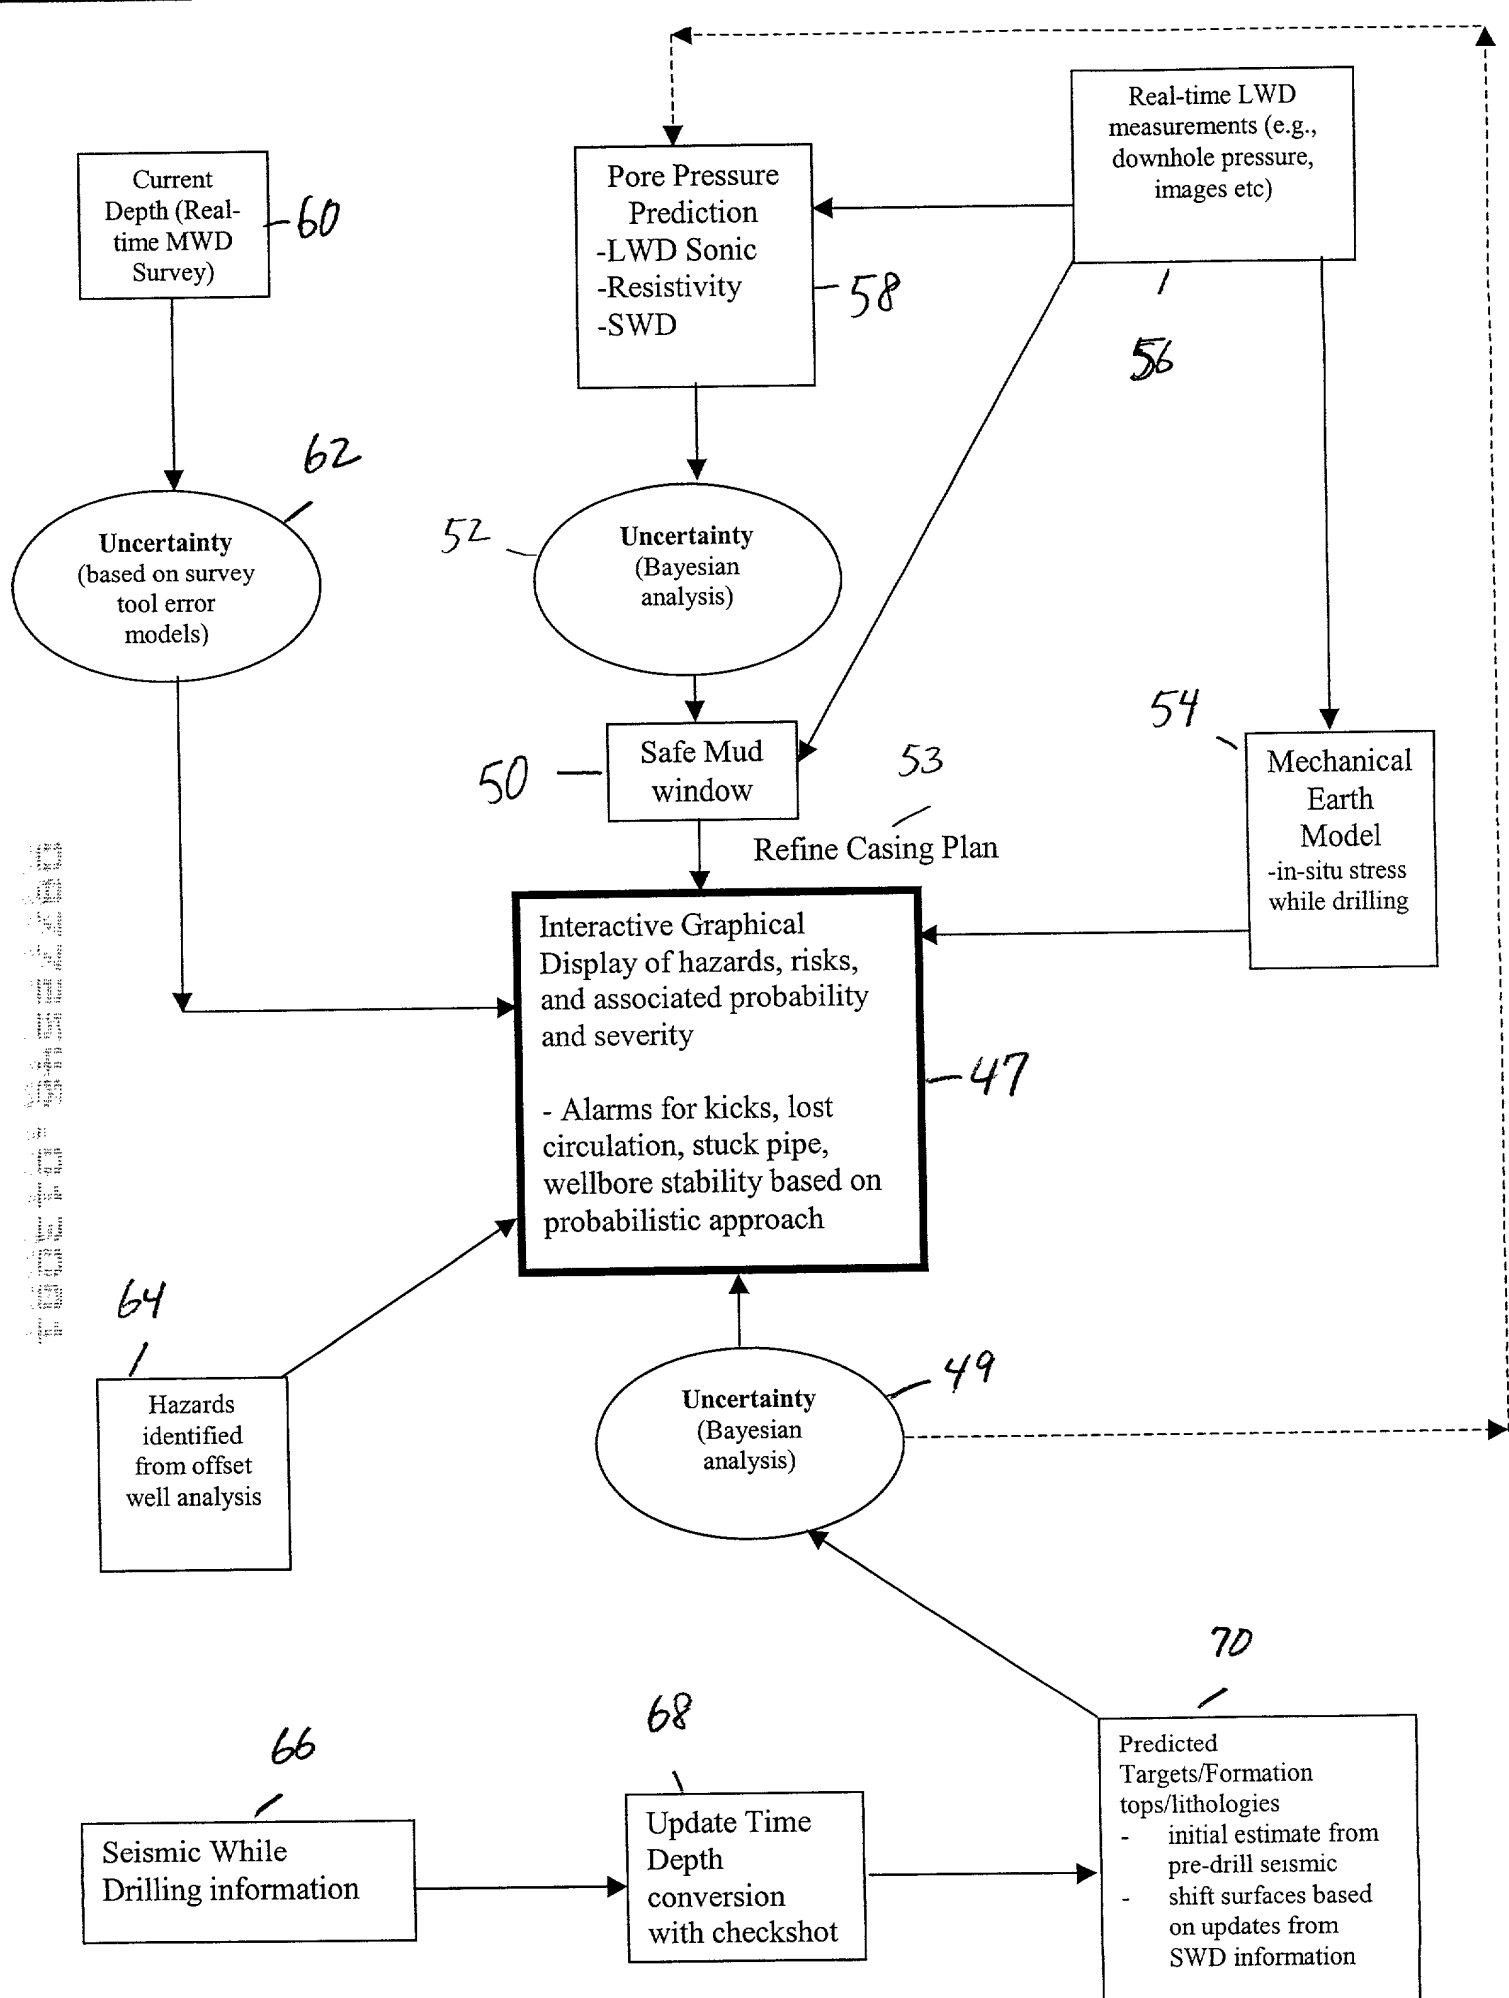 Real-time LWD
measurements (e.g.,
downhole pressure,
images etc)
56
Current
Depth (Real-
time MWD
Survey)
60
Pore Pressure
Prediction
-LWD Sonic
-Resistivity
-SWD
58
62
Uncertainty
(based on survey
tool error
models)
52
Uncertainty
(Bayesian
analysis)
50
Safe Mud
window
53
Refine Casing Plan
54
Mechanical
Earth
Model
-in-situ stress
while drilling
Interactive Graphical
Display of hazards, risks,
and associated probability
and severity
- Alarms for kicks, lost
circulation, stuck pipe,
wellbore stability based on
probabilistic approach
47
64
Hazards
identified
from offset
well analysis
49
Uncertainty
(Bayesian
analysis)
66
Seismic While
Drilling information
68
Update Time
Depth
conversion
with checkshot
70
Predicted
Targets/Formation
tops/lithologies
- initial estimate from
pre-drill seismic
- shift surfaces based
on updates from
SWD information